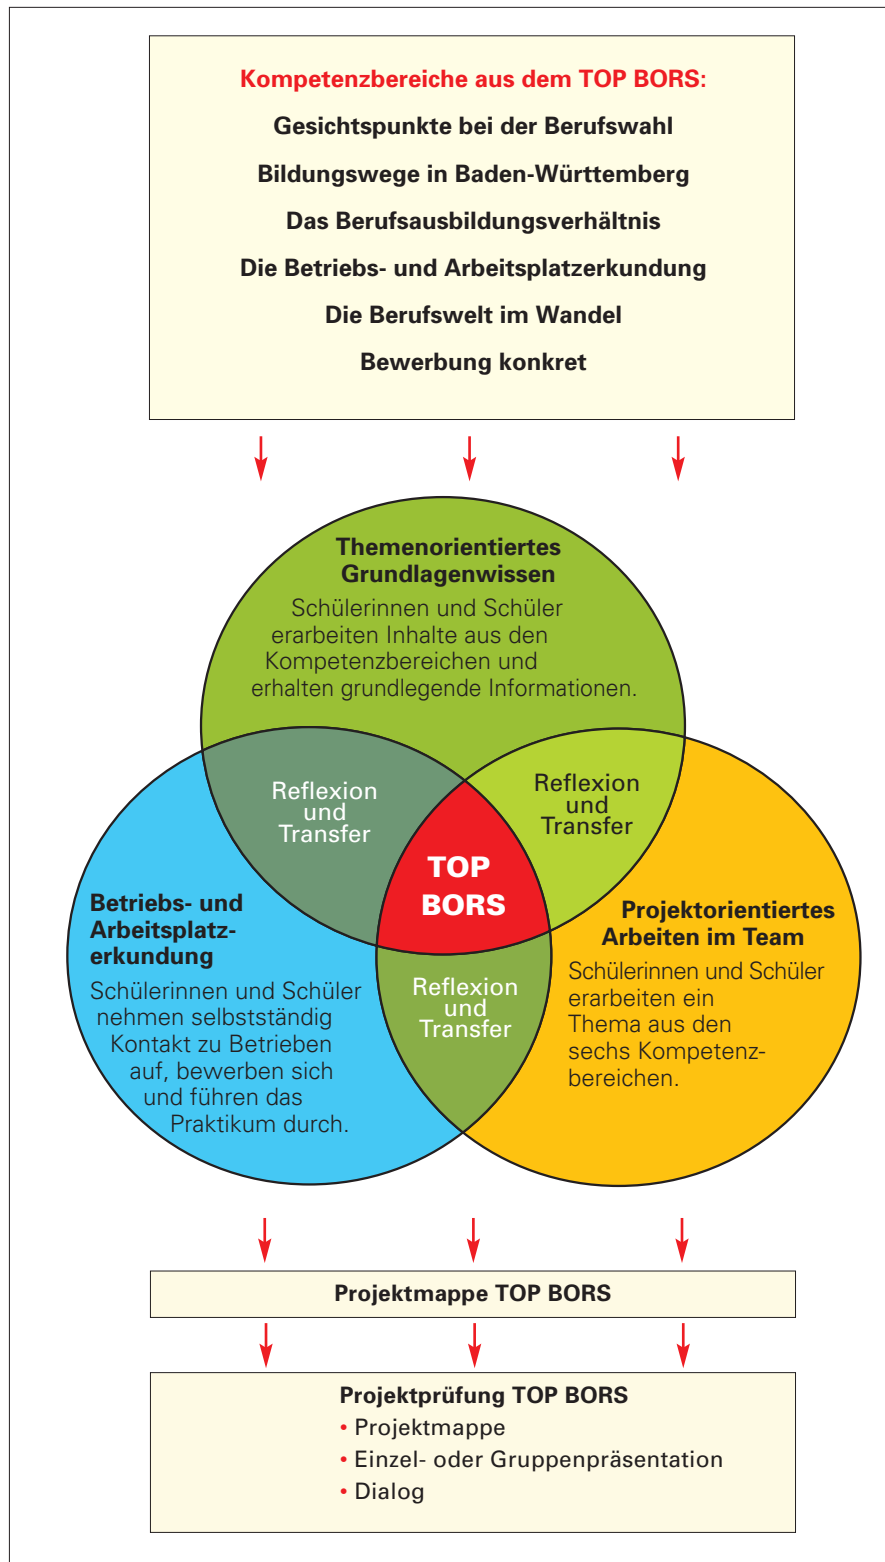 Kompetenzbereiche aus dem TOP BORS:
Gesichtspunkte bei der Berufswahl
Bildungswege in Baden-Württemberg
Das Berufsausbildungsverhältnis
Die Betriebs- und Arbeitsplatzerkundung
Die Berufswelt im Wandel
Bewerbung konkret
Themenorientiertes
Grundlagenwissen
Schülerinnen und Schüler
erarbeiten Inhalte aus den
Kompetenzbereichen und
erhalten grundlegende Informationen.
Reflexion
und
Transfer
Reflexion
und
Transfer
TOP
BORS
Betriebs- und
Arbeitsplatz-
erkundung
Schülerinnen und Schüler
nehmen selbstständig
Kontakt zu Betrieben
auf, bewerben sich
und führen das
Praktikum durch.
Reflexion
und
Transfer
Projektorientiertes
Arbeiten im Team
Schülerinnen und Schüler
erarbeiten ein
Thema aus den
sechs Kompetenz-
bereichen.
Projektmappe TOP BORS
Projektprüfung TOP BORS
• Projektmappe
• Einzel- oder Gruppenpräsentation
• Dialog